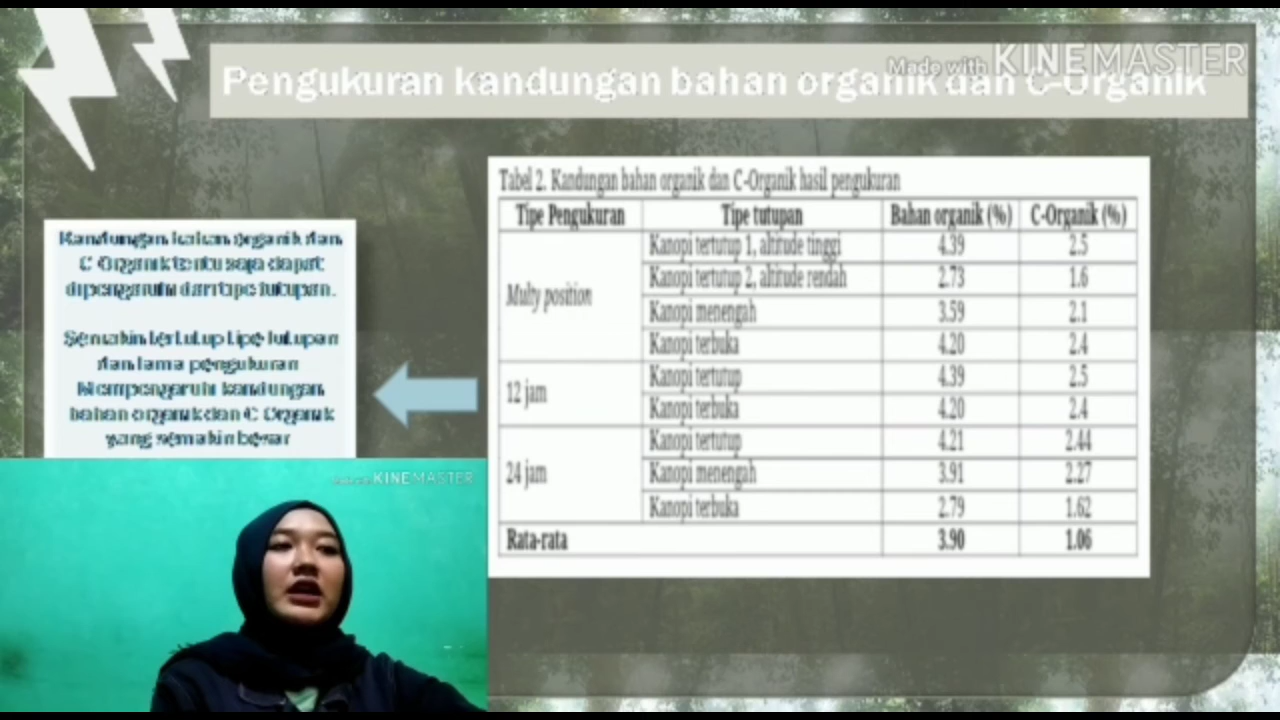 Made with KINEMASTER
Pengukuran kandungan bahan organik dan C-Organik
Tabel 2. Kandungan bahan organik dan C-Organik hasil pengukuran
Tipe Pengukuran Tipe tutupan Bahan organik (%) C-Organik (%)
Multy position Kanopi tertutup 1, altitude tinggi 4.39 2.5
Kanopi tertutup 2, altitude rendah 2.73 1.6
Kanopi menengah 3.59 2.1
Kanopi terbuka 4.20 2.4
12 jam Kanopi tertutup 4.39 2.5
Kanopi terbuka 4.20 2.4
24 jam Kanopi tertutup 4.21 2.44
Kanopi menengah 3.91 2.27
Kanopi terbuka 2.79 1.62
Rata-rata 3.90 1.06
Kandungan bahan organik dan
C Organik tentu saja dapat
dipengaruhi dari tipe tutupan.
Semakin tertutup tipe tutupan
dan lama pengukuran
Mempengaruhi kandungan
bahan organik dan C Organik
yang semakin besar
KINEMASTER